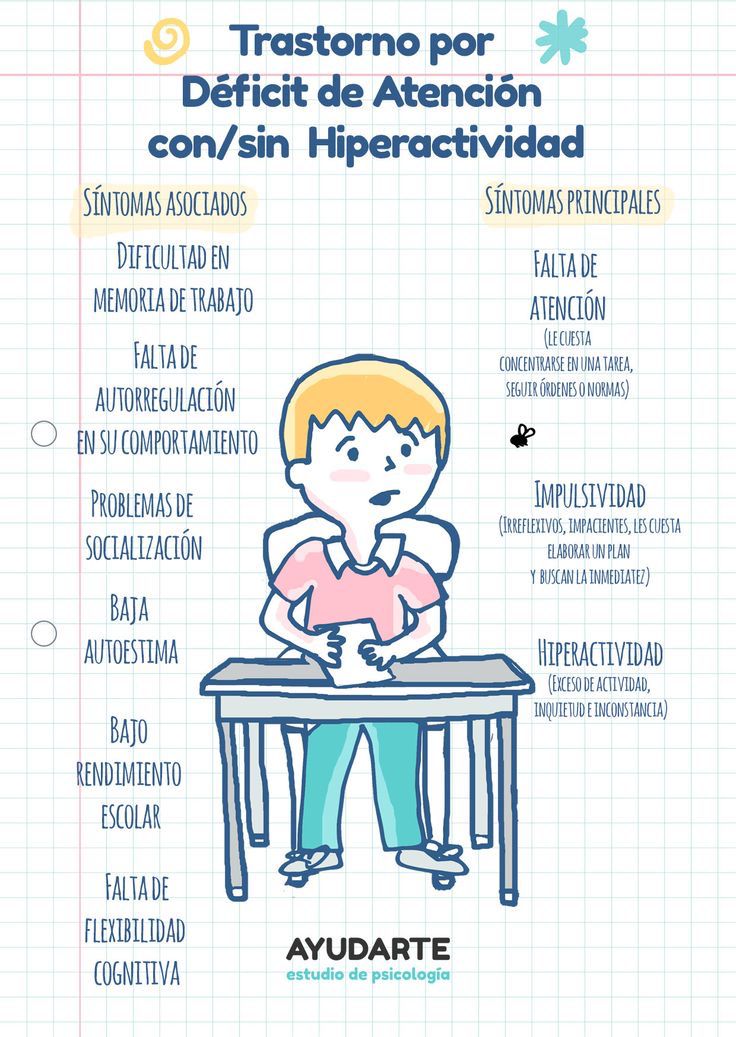 Trastorno por
Déficit de Atención
con/sin Hiperactividad
SÍNTOMAS ASOCIADOS
DIFICULTAD EN
MEMORIA DE TRABAJO
FALTA DE
AUTORREGULACIÓN
EN SU COMPORTAMIENTO
PROBLEMAS DE
SOCIALIZACIÓN
BAJA
AUTOESTIMA
BAJO
RENDIMIENTO
ESCOLAR
FALTA DE
FLEXIBILIDAD
COGNITIVA
SÍNTOMAS PRINCIPALES
FALTA DE
ATENCIÓN
(LE CUESTA
CONCENTRARSE EN UNA TAREA,
SEGUIR ÓRDENES O NORMAS)
IMPULSIVIDAD
(IRREFLEXIVOS, IMPACIENTES, LES CUESTA
ELABORAR UN PLAN
Y BUSCAN LA INMEDIATEZ)
HIPERACTIVIDAD
(EXCESO DE ACTIVIDAD,
INQUIETUD E INCONSTANCIA)
AYUDARTE
estudio de psicología